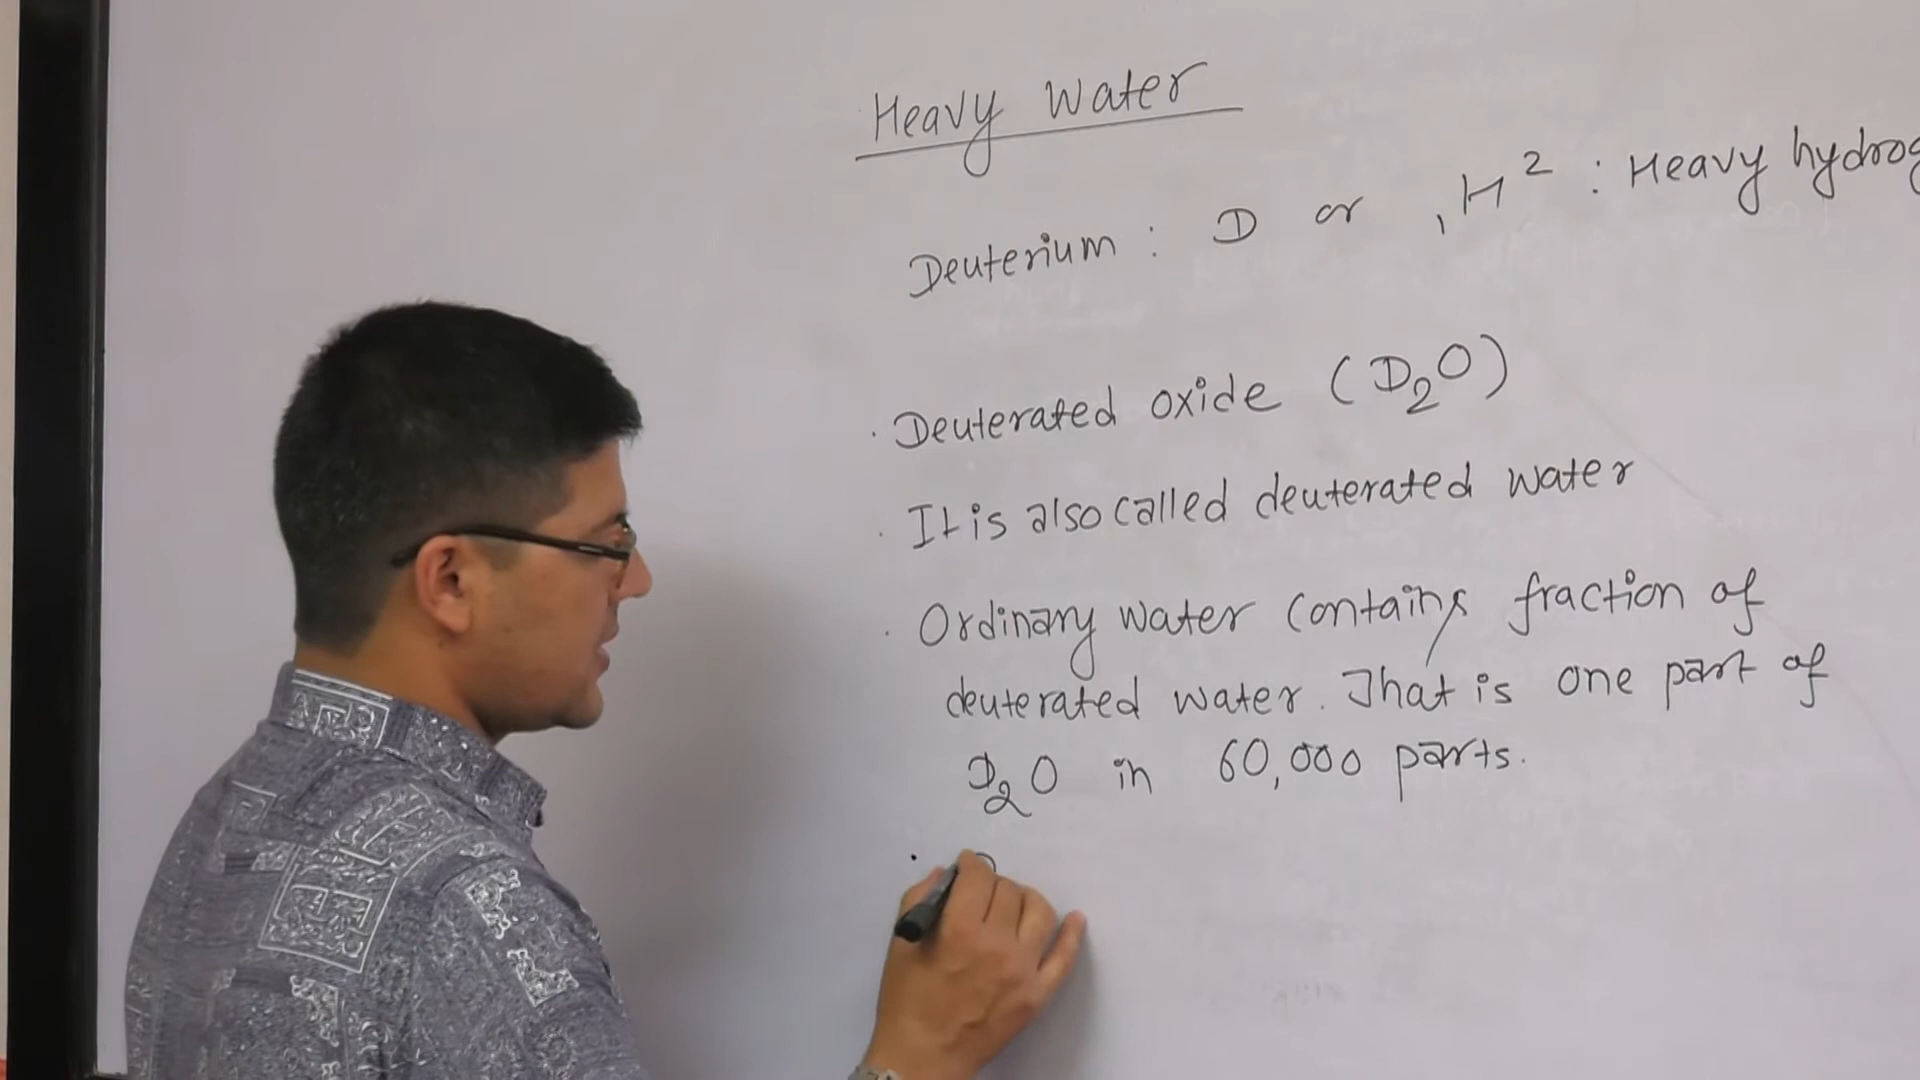 Heavy Water
Deuterium : D or ₁H² : Heavy hydrog
· Deuterated oxide (D₂O)
· It is also called deuterated water
· Ordinary water contains fraction of
deuterated water. That is one part of
D₂O in 60,000 parts.
·